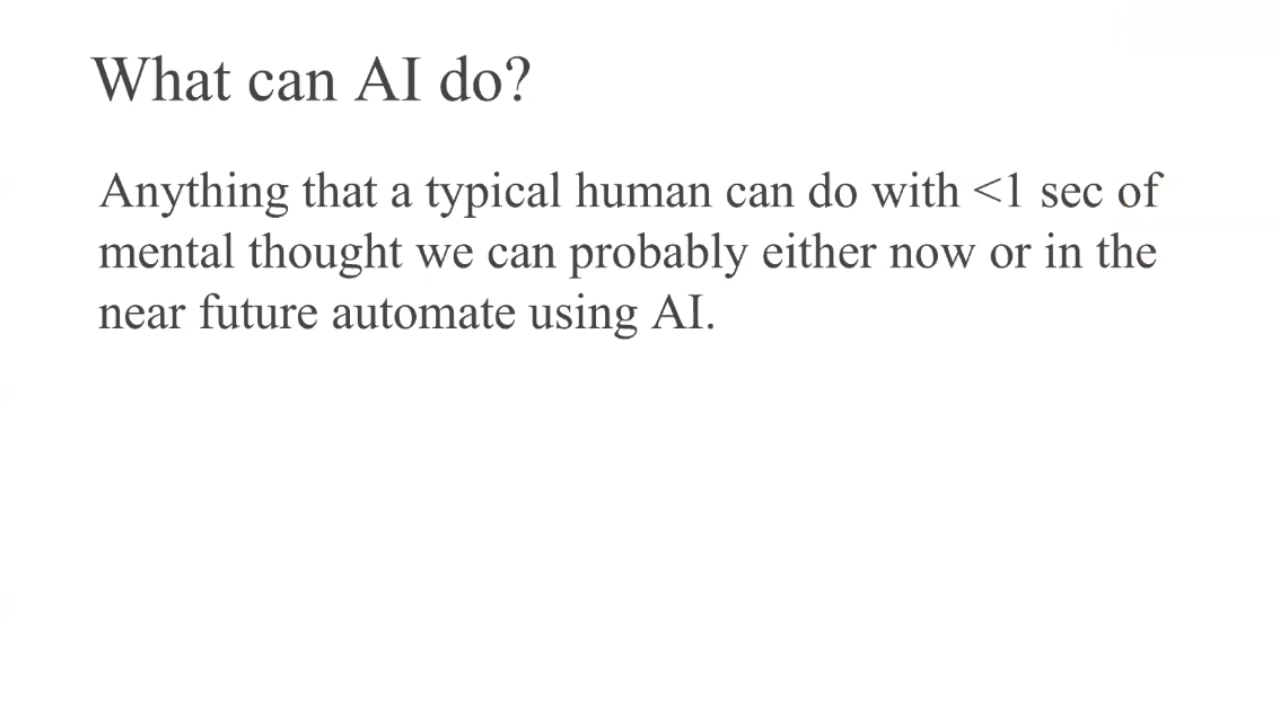 What can AI do?
Anything that a typical human can do with <1 sec of
mental thought we can probably either now or in the
near future automate using AI.